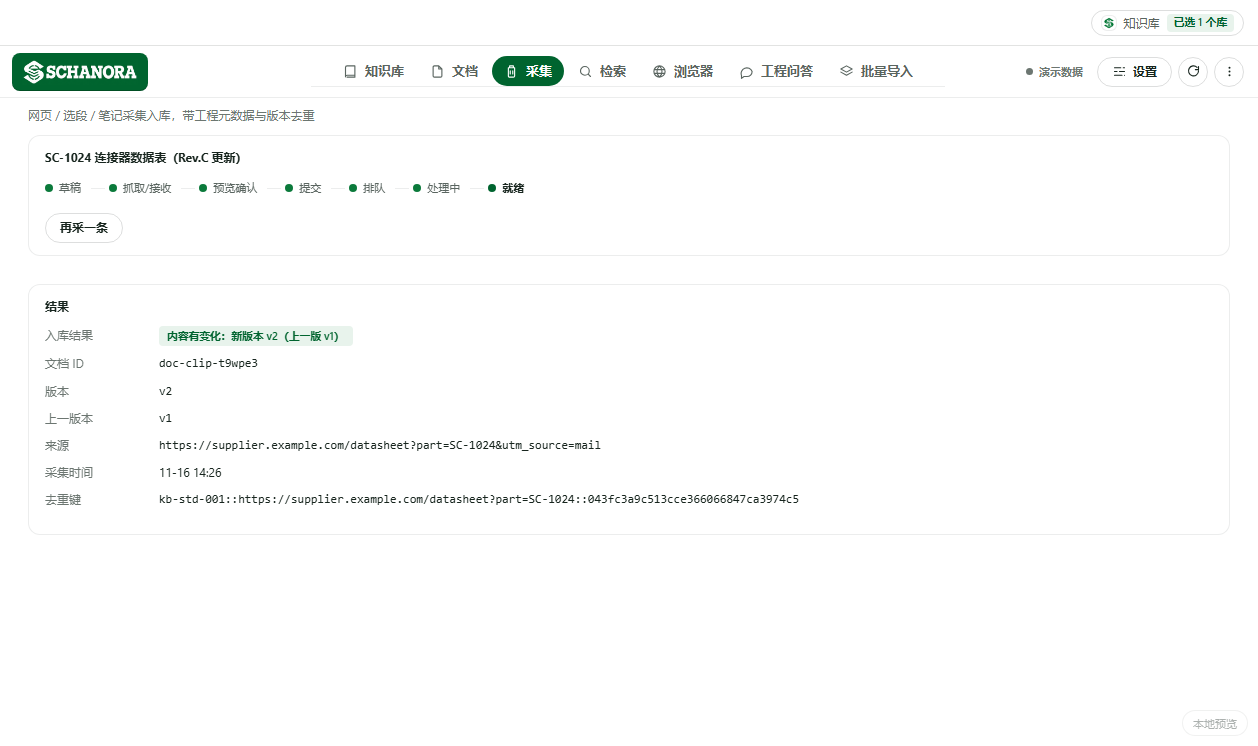 知识库 已选 1 个库
SCHANORA 知识库 文档 采集 检索 浏览器 工程问答 批量导入 演示数据 设置
网页 / 选段 / 笔记采集入库，带工程元数据与版本去重
SC-1024 连接器数据表（Rev.C 更新）
草稿 抓取/接收 预览确认 提交 排队 处理中 就绪
再采一条
结果
入库结果 内容有变化：新版本 v2（上一版 v1）
文档 ID doc-clip-t9wpe3
版本 v2
上一版本 v1
来源 https://supplier.example.com/datasheet?part=SC-1024&utm_source=mail
采集时间 11-16 14:26
去重键 kb-std-001::https://supplier.example.com/datasheet?part=SC-1024::043fc3a9c513cce366066847ca3974c5
本地预览